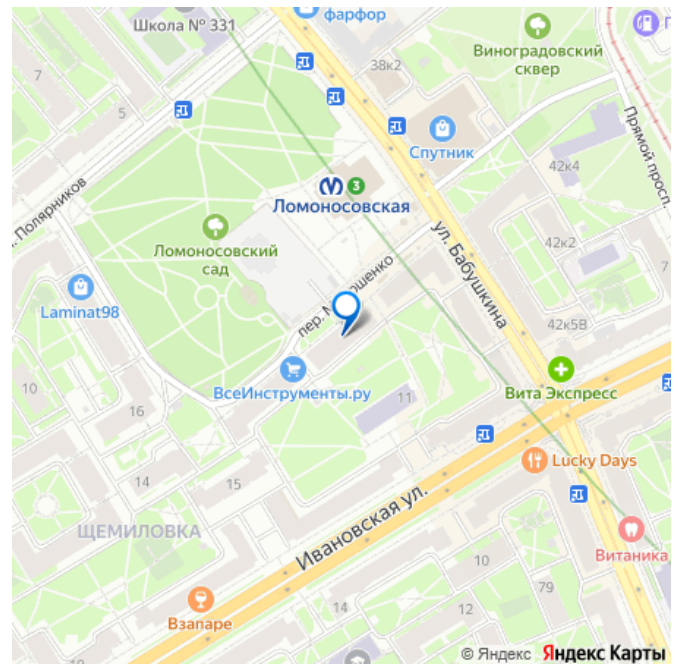 фарфор
Школа № 331
38к2
Виноградовский
сквер
7
5
Спутник
42к4
Прямой просп.
Полярников
3
Ломоносовская
Ломоносовский
сад
ул. Бабушкина
42к2
7
Laminat98
пер.
42к5В
ВсеИнструменты.ру
Вита Экспресс
10
16
11
Lucky Days
14
15
Ивановская ул.
ЩЕМИЛОВКА
Витаника
10
79
Взапаре
14
12
© Яндекс Яндекс Карты